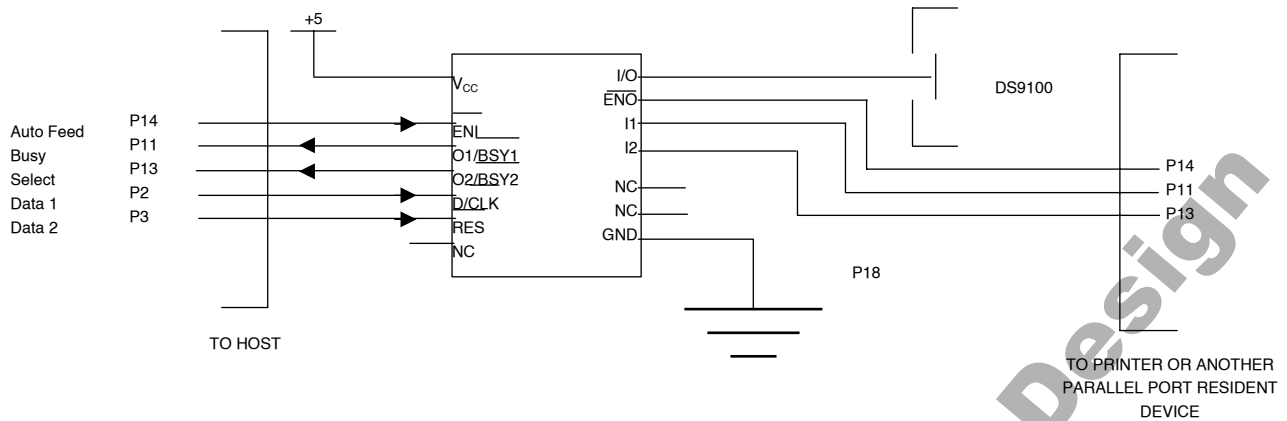 +5
Auto Feed P14
Busy P11
Select P13
Data 1 P2
Data 2 P3
TO HOST
VCC
ENI
O1/BSY1
O2/BSY2
D/CLK
RES
NC
I/O
ENO
I1
I2
NC
NC
GND
DS9100
P14
P11
P13
P18
TO PRINTER OR ANOTHER
PARALLEL PORT RESIDENT
DEVICE
Design